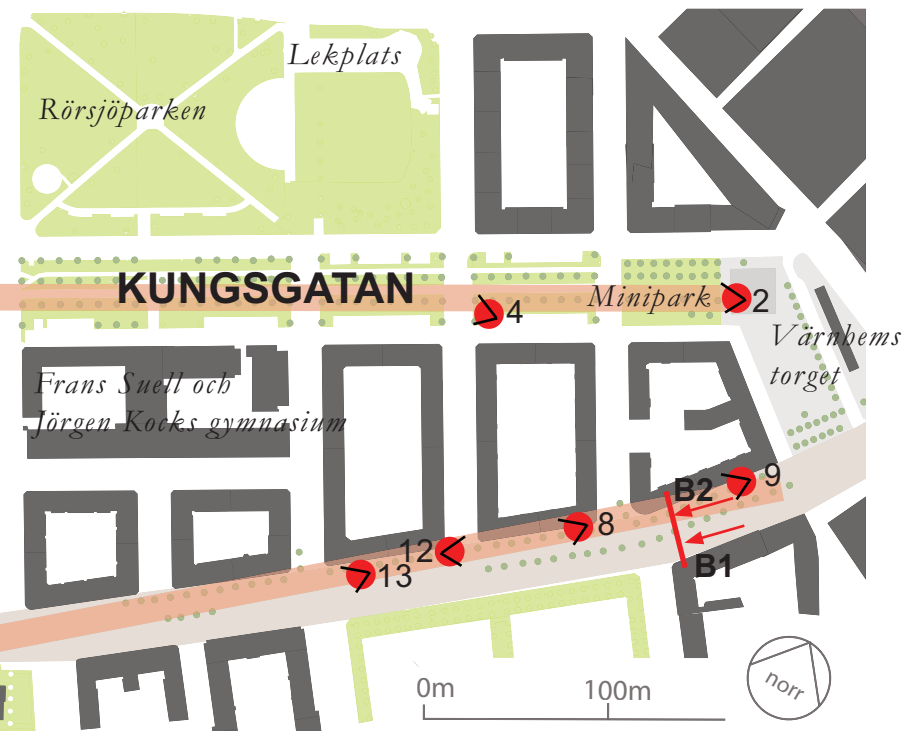 Lekplats
Rörsjöparken
KUNGSGATAN
Minipark
2
4
Värnhems
torget
Frans Suell och
Jörgen Kocks gymnasium
9
B2
8
12
13
B1
0m
100m
norr